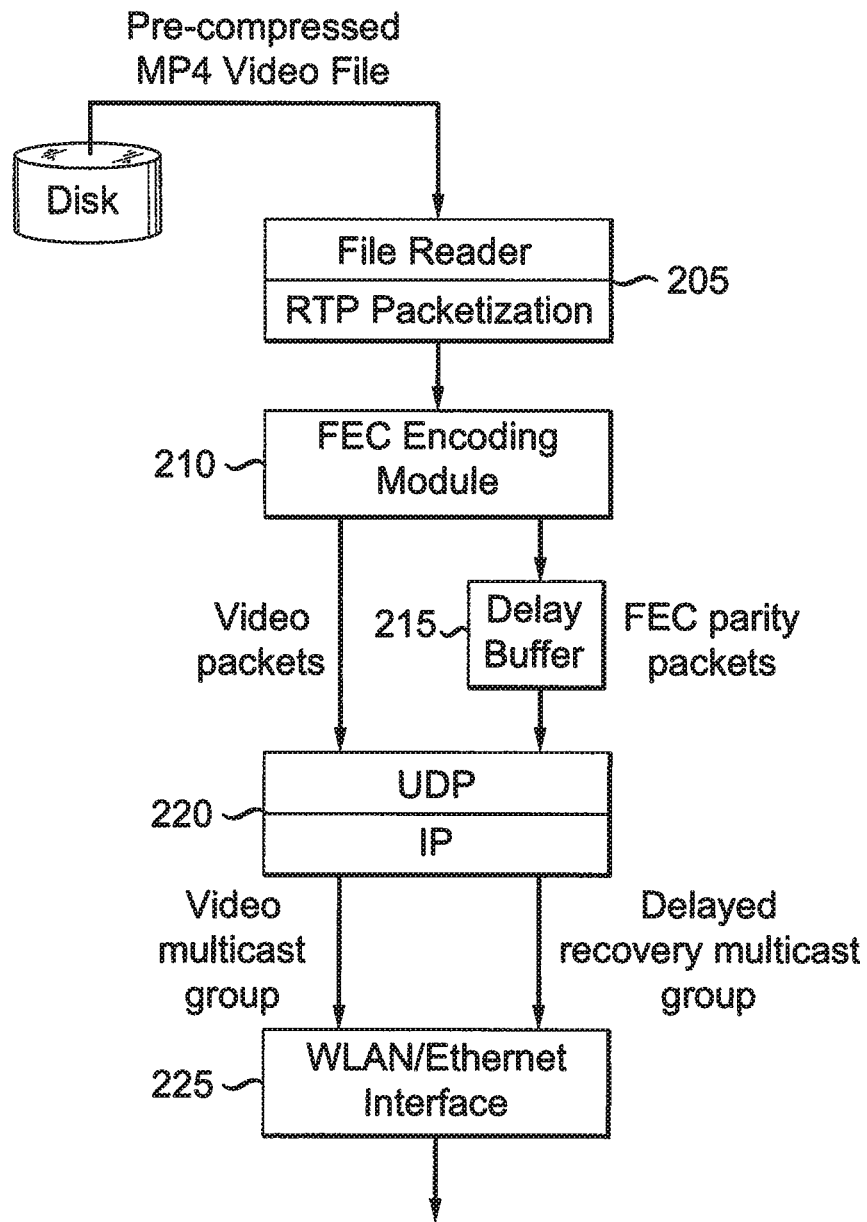 Pre-compressed
MP4 Video File
Disk
File Reader
RTP Packetization
205
FEC Encoding
Module
210
Video
packets
215
Delay
Buffer
FEC parity
packets
UDP
IP
220
Video
multicast
group
Delayed
recovery multicast
group
WLAN/Ethernet
Interface
225